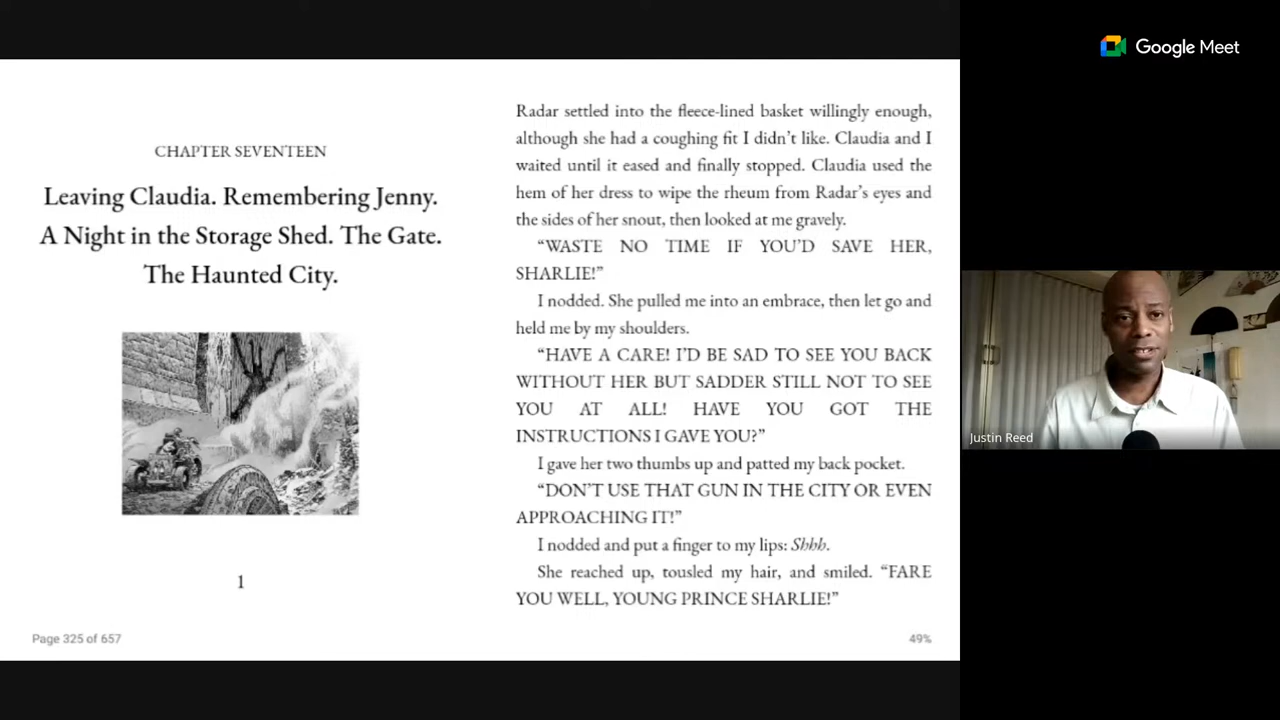 Google Meet
CHAPTER SEVENTEEN
Leaving Claudia. Remembering Jenny.
A Night in the Storage Shed. The Gate.
The Haunted City.
1
Page 325 of 657
Radar settled into the fleece-lined basket willingly enough,
although she had a coughing fit I didn’t like. Claudia and I
waited until it eased and finally stopped. Claudia used the
hem of her dress to wipe the rheum from Radar’s eyes and
the sides of her snout, then looked at me gravely.
“WASTE NO TIME IF YOU’D SAVE HER,
SHARLIE!”
I nodded. She pulled me into an embrace, then let go and
held me by my shoulders.
“HAVE A CARE! I’D BE SAD TO SEE YOU BACK
WITHOUT HER BUT SADDER STILL NOT TO SEE
YOU AT ALL! HAVE YOU GOT THE
INSTRUCTIONS I GAVE YOU?”
I gave her two thumbs up and patted my back pocket.
“DON’T USE THAT GUN IN THE CITY OR EVEN
APPROACHING IT!”
I nodded and put a finger to my lips: Shhh.
She reached up, tousled my hair, and smiled. “FARE
YOU WELL, YOUNG PRINCE SHARLIE!”
49%
Justin Reed